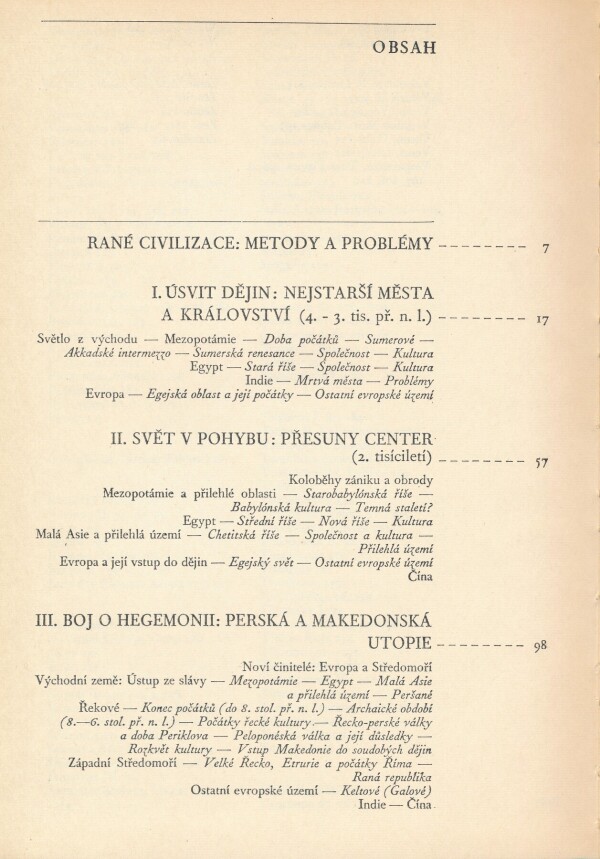 OBSAH
RANÉ CIVILIZACE: METODY A PROBLÉMY -------- 7
I. ÚSVIT DĚJIN: NEJSTARŠÍ MĚSTA
A KRÁLOVSTVÍ (4. - 3. tis. př. n. l.) -------- 17
Světlo z východu — Mezopotámie — Doba počátků — Sumerové —
Akkadské intermezzo — Sumerská renesance — Společnost — Kultura
Egypt — Stará říše — Společnost — Kultura
Indie — Mrtvá města — Problémy
Evropa — Egejská oblast a její počátky — Ostatní evropské území
II. SVĚT V POHYBU: PŘESUNY CENTER
(2. tisíciletí) -------- 57
Koloběhy zániku a obrody
Mezopotámie a přilehlé oblasti — Starobabylónská říše —
Babylónská kultura — Temná staletí?
Egypt — Střední říše — Nová říše — Kultura
Malá Asie a přilehlá území — Chetitská říše — Společnost a kultura —
Přilehlá území
Evropa a její vstup do dějin — Egejský svět — Ostatní evropské území
Čína
III. BOJ O HEGEMONII: PERSKÁ A MAKEDONSKÁ
UTOPIE -------- 98
Noví činitelé: Evropa a Středomoří
Východní země: Ústup ze slávy — Mezopotámie — Egypt — Malá Asie
a přilehlá území — Peršané
Řekové — Konec počátků (do 8. stol. př. n. l.) — Archaické období
(8.—6. stol. př. n. l.) — Počátky řecké kultury — Řecko-perské války
a doba Periklova — Peloponéská válka a její důsledky —
Rozkvět kultury — Vstup Makedonie do soudobých dějin
Západní Středomoří — Velké Řecko, Etrurie a počátky Říma —
Raná republika
Ostatní evropské území — Keltové (Galové)
Indie — Čína